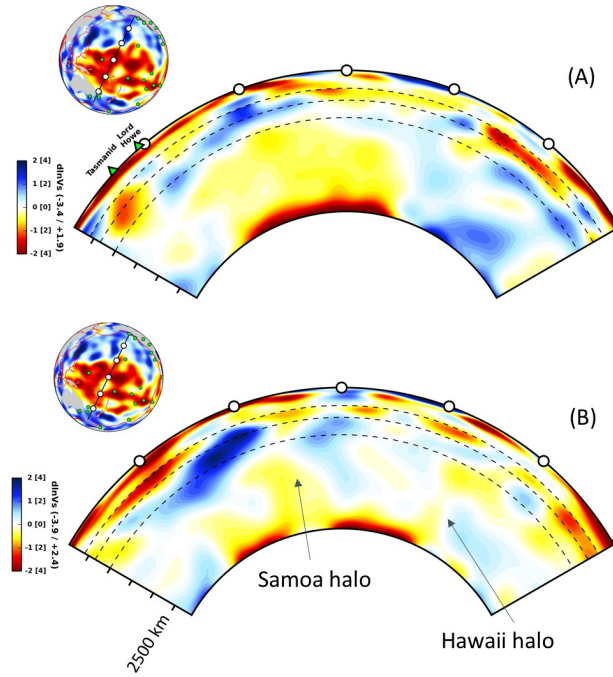 (A)
Lord
Howe
Tasmanid
2 [4]
1 [2]
0 [0]
-1 [2]
-2 [4]
dlnVs (-3.4 / +1.9)
(B)
2 [4]
1 [2]
0 [0]
-1 [2]
-2 [4]
dlnVs (-3.9 / +2.4)
Samoa halo
Hawaii halo
2500 km